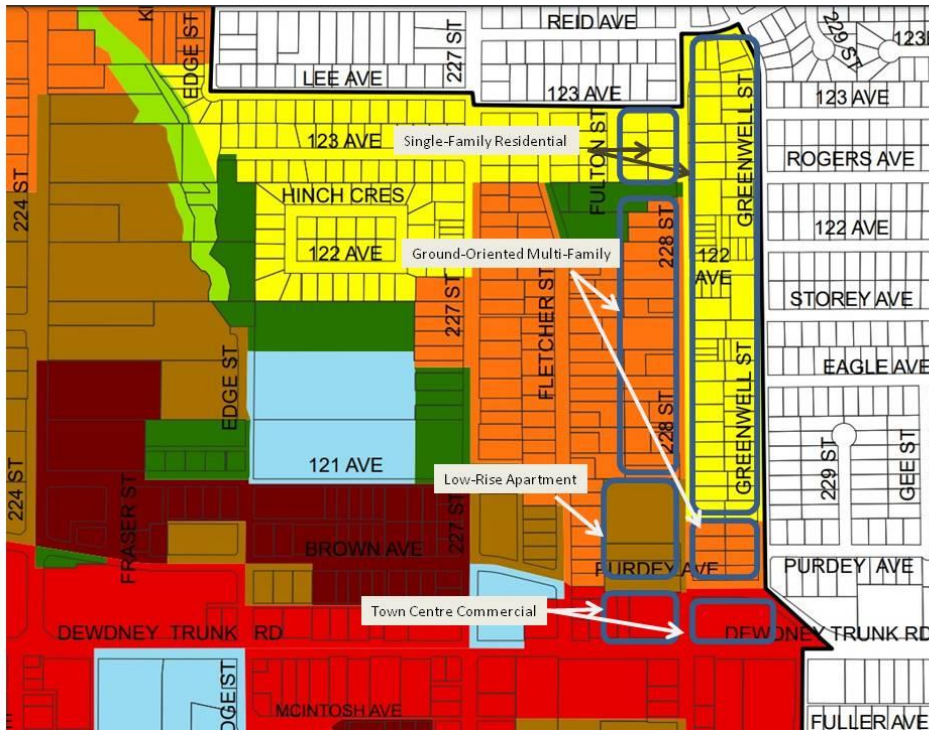 REID AVE
EDGE ST
227 ST
229 ST
LEE AVE
123 AVE
123 AVE
123 AVE
FULTON ST
Single-Family Residential
GREENWELL ST
ROGERS AVE
HINCH CRES
224 ST
122 AVE
228 ST
Ground-Oriented Multi-Family
122
AVE
122 AVE
227 ST
FLETCHER ST
STOREY AVE
EDGE ST
EAGLE AVE
228 ST
GREENWELL ST
121 AVE
229 ST
GEE ST
Low-Rise Apartment
224 ST
FRASER ST
227 ST
BROWN AVE
PURDEY AVE
PURDEY AVE
Town Centre Commercial
DEWDNEY TRUNK RD
DEWDNEY TRUNK RD
EDGE ST
MCINTOSH AVE
FULLER AVE